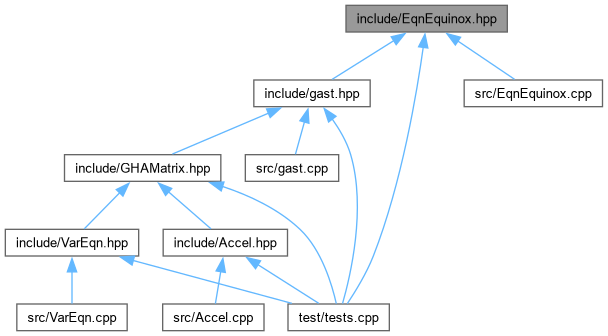 include/EqnEquinox.hpp
include/gast.hpp
src/EqnEquinox.cpp
include/GHAMatrix.hpp
src/gast.cpp
include/VarEqn.hpp
include/Accel.hpp
src/VarEqn.cpp
src/Accel.cpp
test/tests.cpp